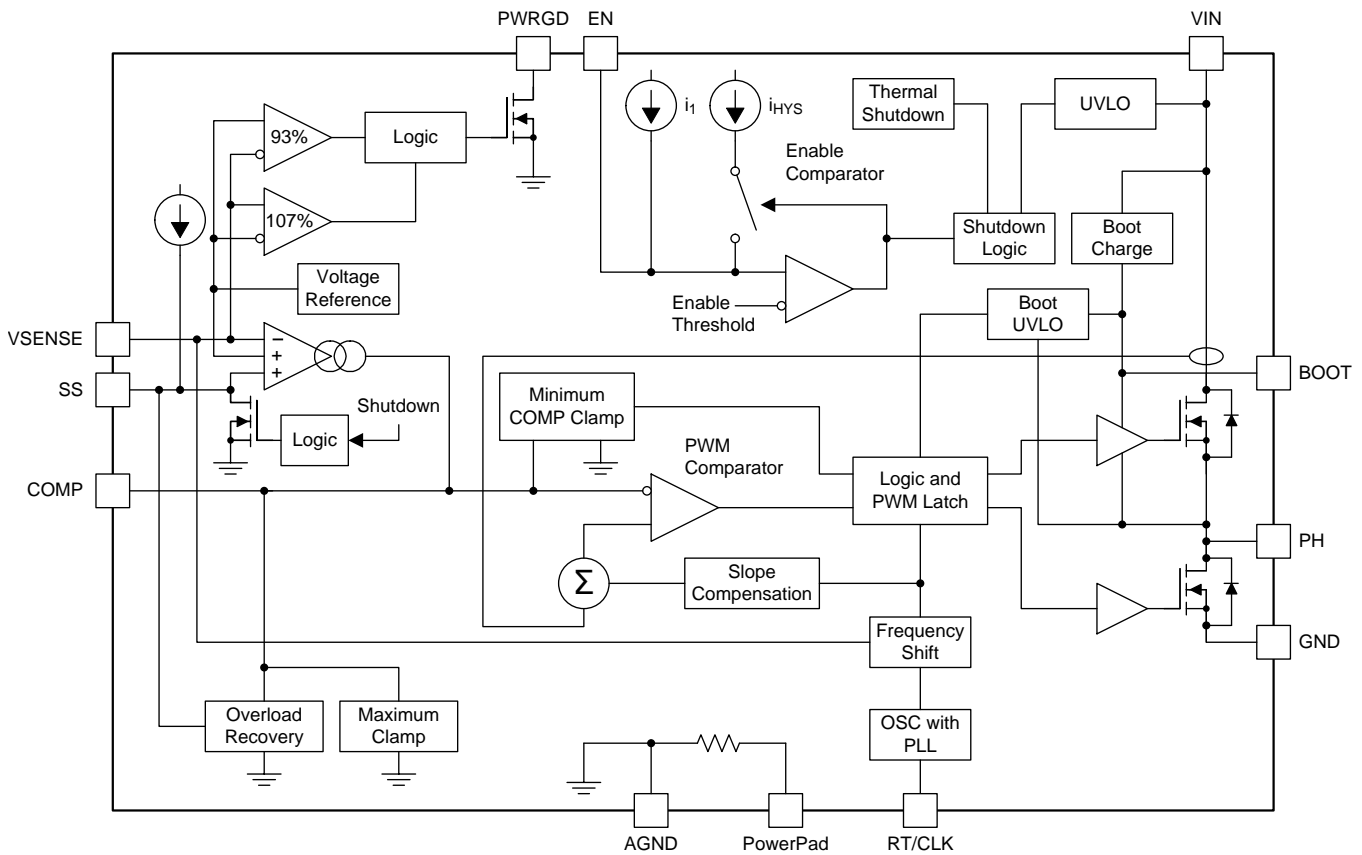 PWRGD
EN
VIN
93%
Logic
i1
iHYS
Thermal
Shutdown
UVLO
Enable
Comparator
107%
Shutdown
Logic
Boot
Charge
Voltage
Reference
Enable
Threshold
Boot
UVLO
VSENSE
−
+
+
SS
BOOT
Shutdown
Logic
Minimum
COMP Clamp
PWM
Comparator
COMP
Logic and
PWM Latch
PH
Σ
Slope
Compensation
Frequency
Shift
GND
Overload
Recovery
Maximum
Clamp
OSC with
PLL
AGND
PowerPad
RT/CLK